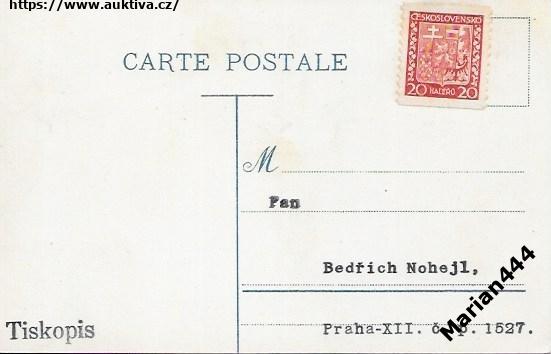 https://www.auktiva.cz/
ČESKOSLOVENSKO
20 HALÉŘŮ 20
CARTE POSTALE
M
Pan
Bedřich Nohejl,
Tiskopis
Praha-XII. č. p. 1527.
Marian444